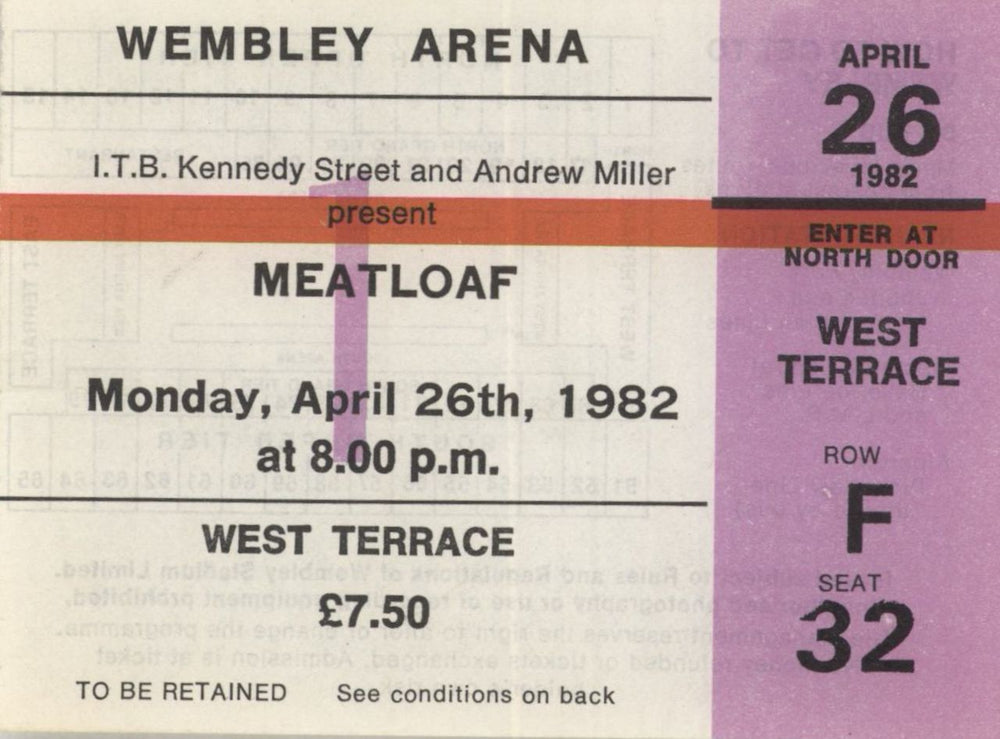 WEMBLEY ARENA
I.T.B. Kennedy Street and Andrew Miller
present
MEATLOAF
Monday, April 26th, 1982
at 8.00 p.m.
WEST TERRACE
£7.50
TO BE RETAINED See conditions on back
1
APRIL
26
1982
ENTER AT
NORTH DOOR
WEST
TERRACE
ROW
F
SEAT
32